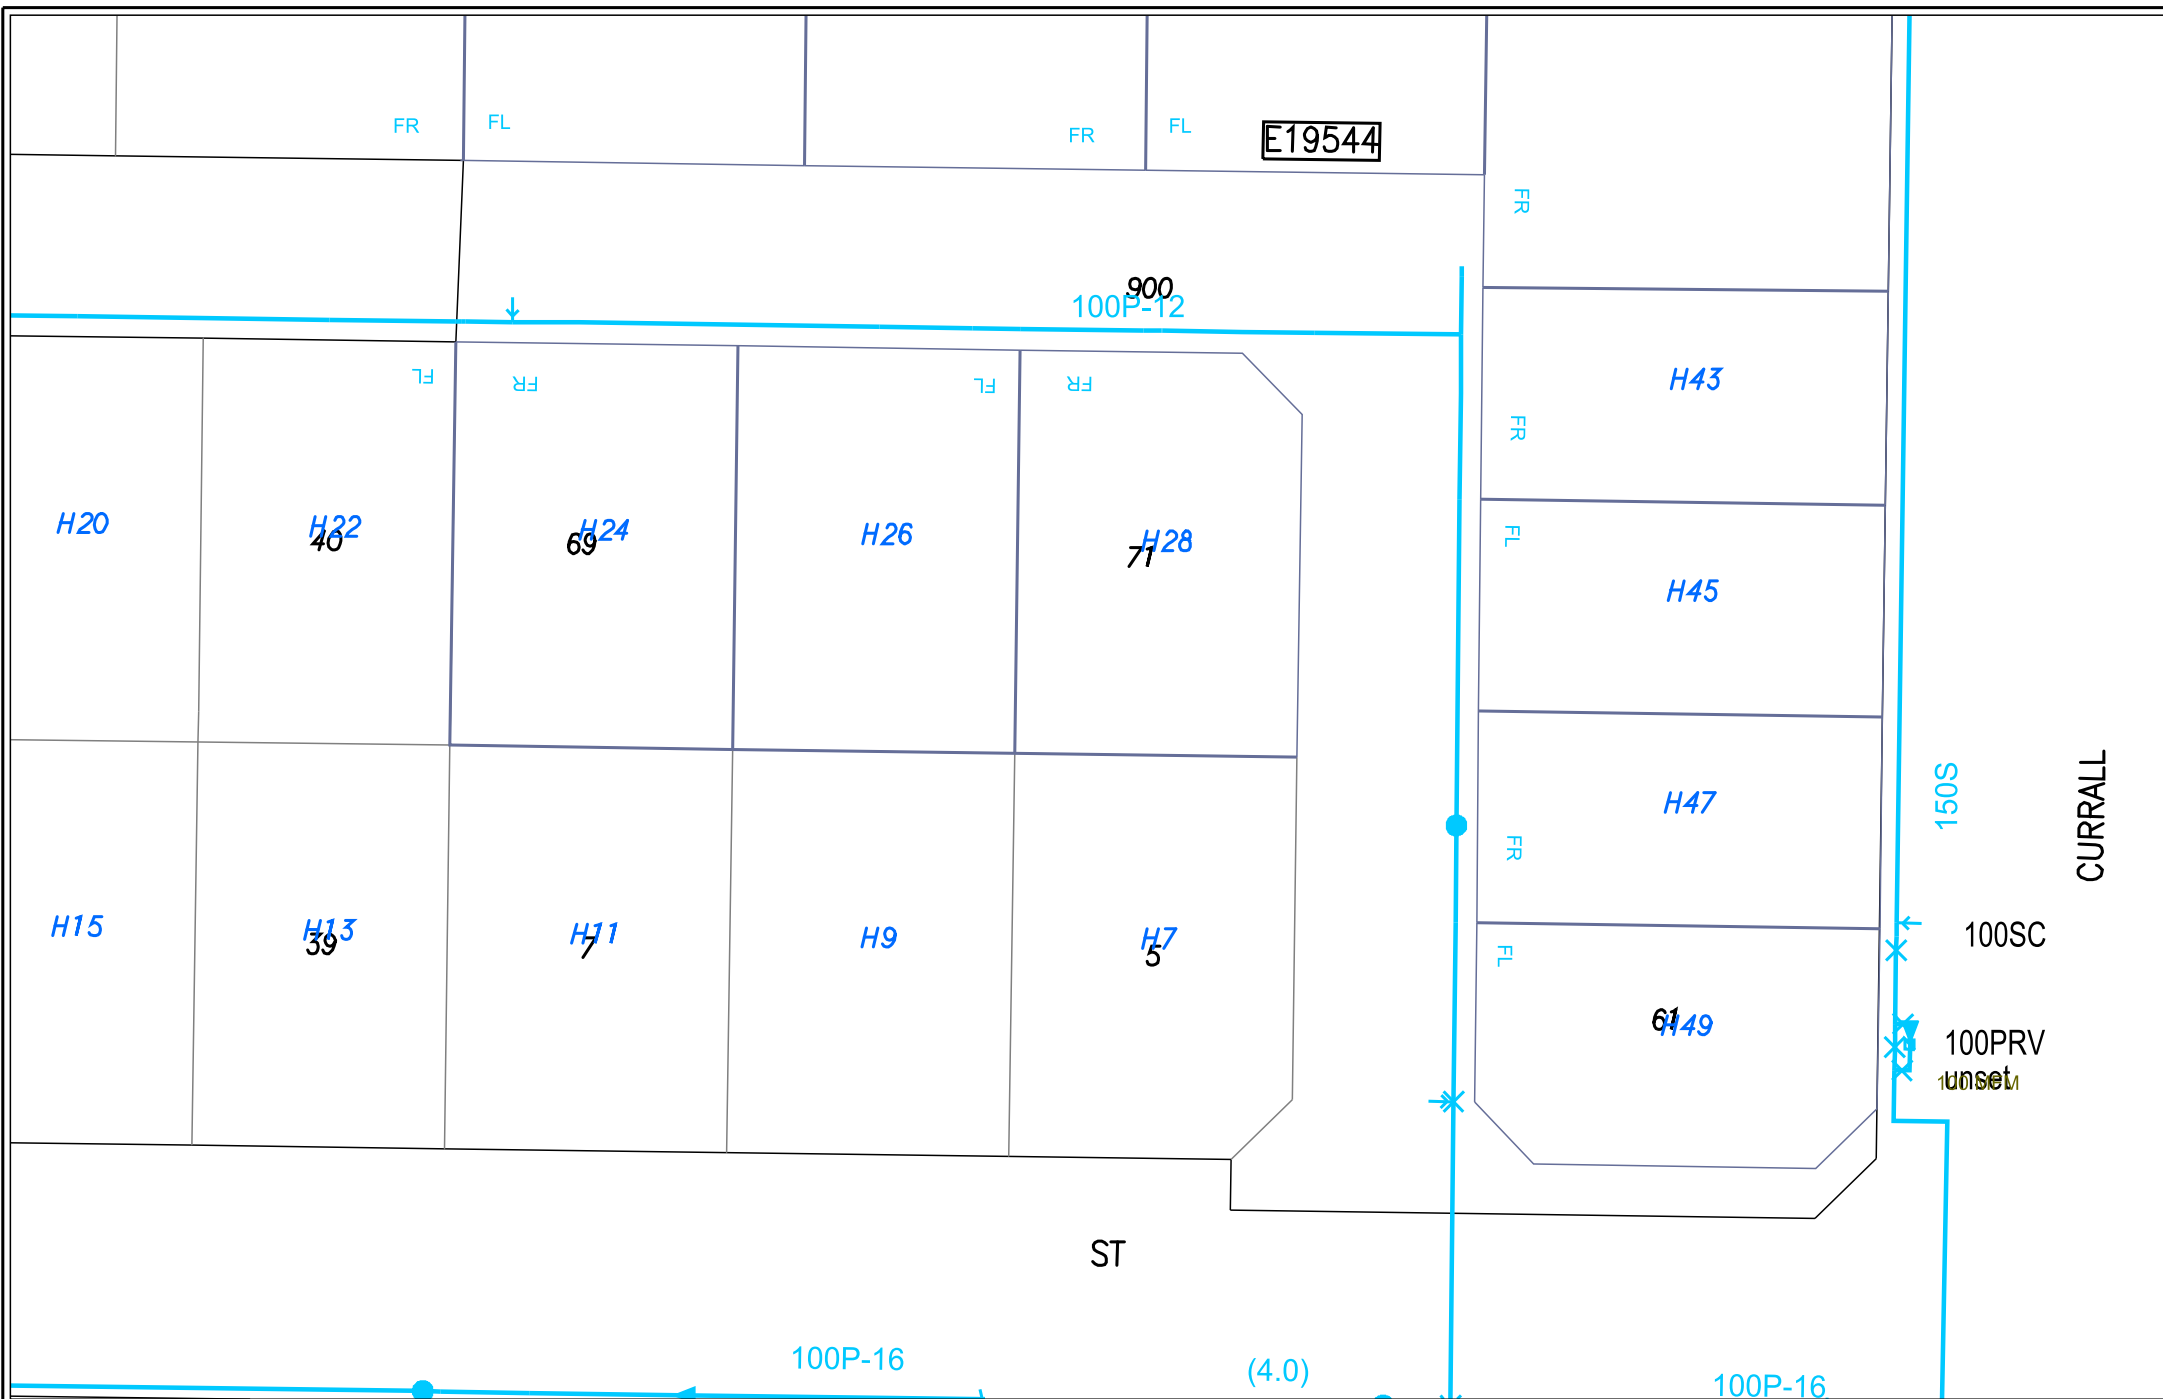 FR
FL
FR
FL
E19544
FR
900
100P-12
FL
FR
FL
FR
H43
FR
H20
H22
40
H24
69
H26
H28
71
FL
H45
150S
CURRALL
H47
FR
H15
H13
39
H11
7
H9
H7
5
FL
100SC
61
H49
100PRV
unset
100 MFM
ST
100P-16
(4.0)
100P-16